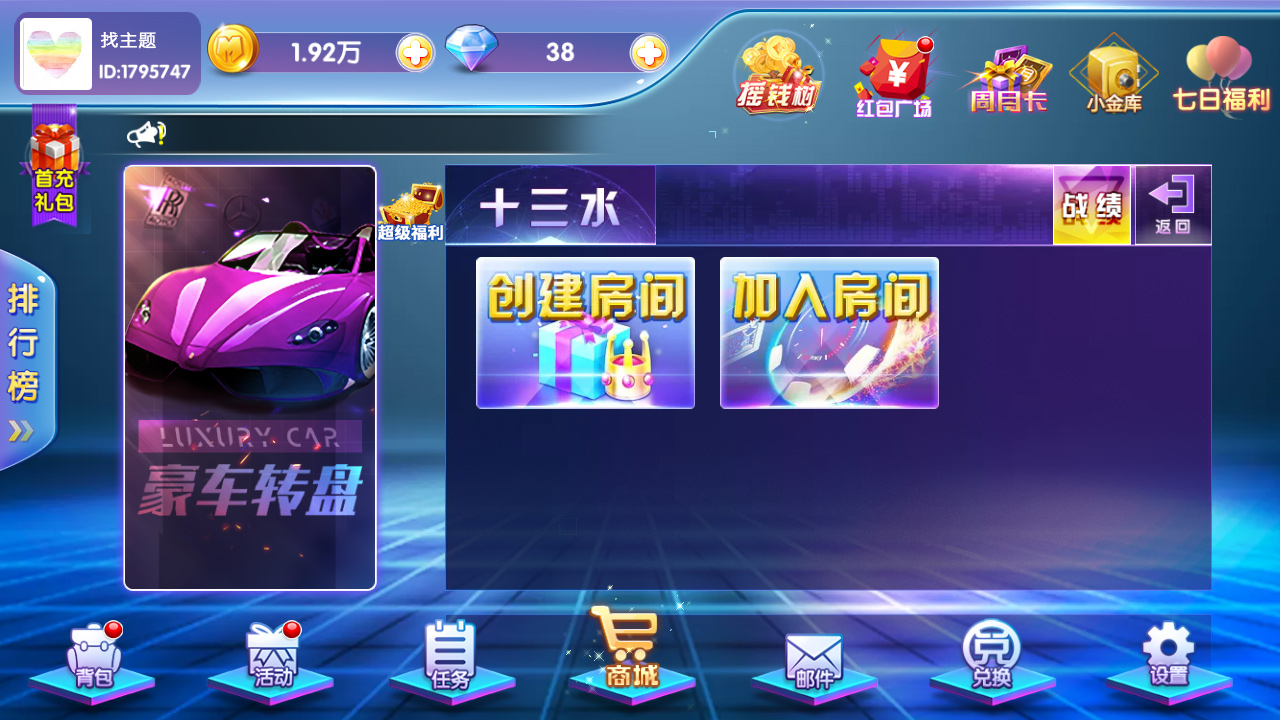 找主题
ID:1795747
1.92万
38
摇钱树
红包广场
周月卡
小金库
七日福利
首充
礼包
超级福利
十三水
战绩
返回
创建房间
加入房间
排
行
榜
LUXURY CAR
豪车转盘
背包
活动
任务
商城
邮件
兑换
设置